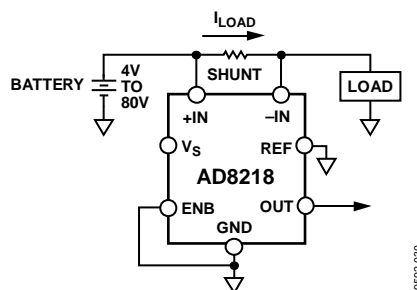 I_LOAD
BATTERY
4V
TO
80V
SHUNT
LOAD
+IN
–IN
V_S
REF
AD8218
ENB
OUT
GND